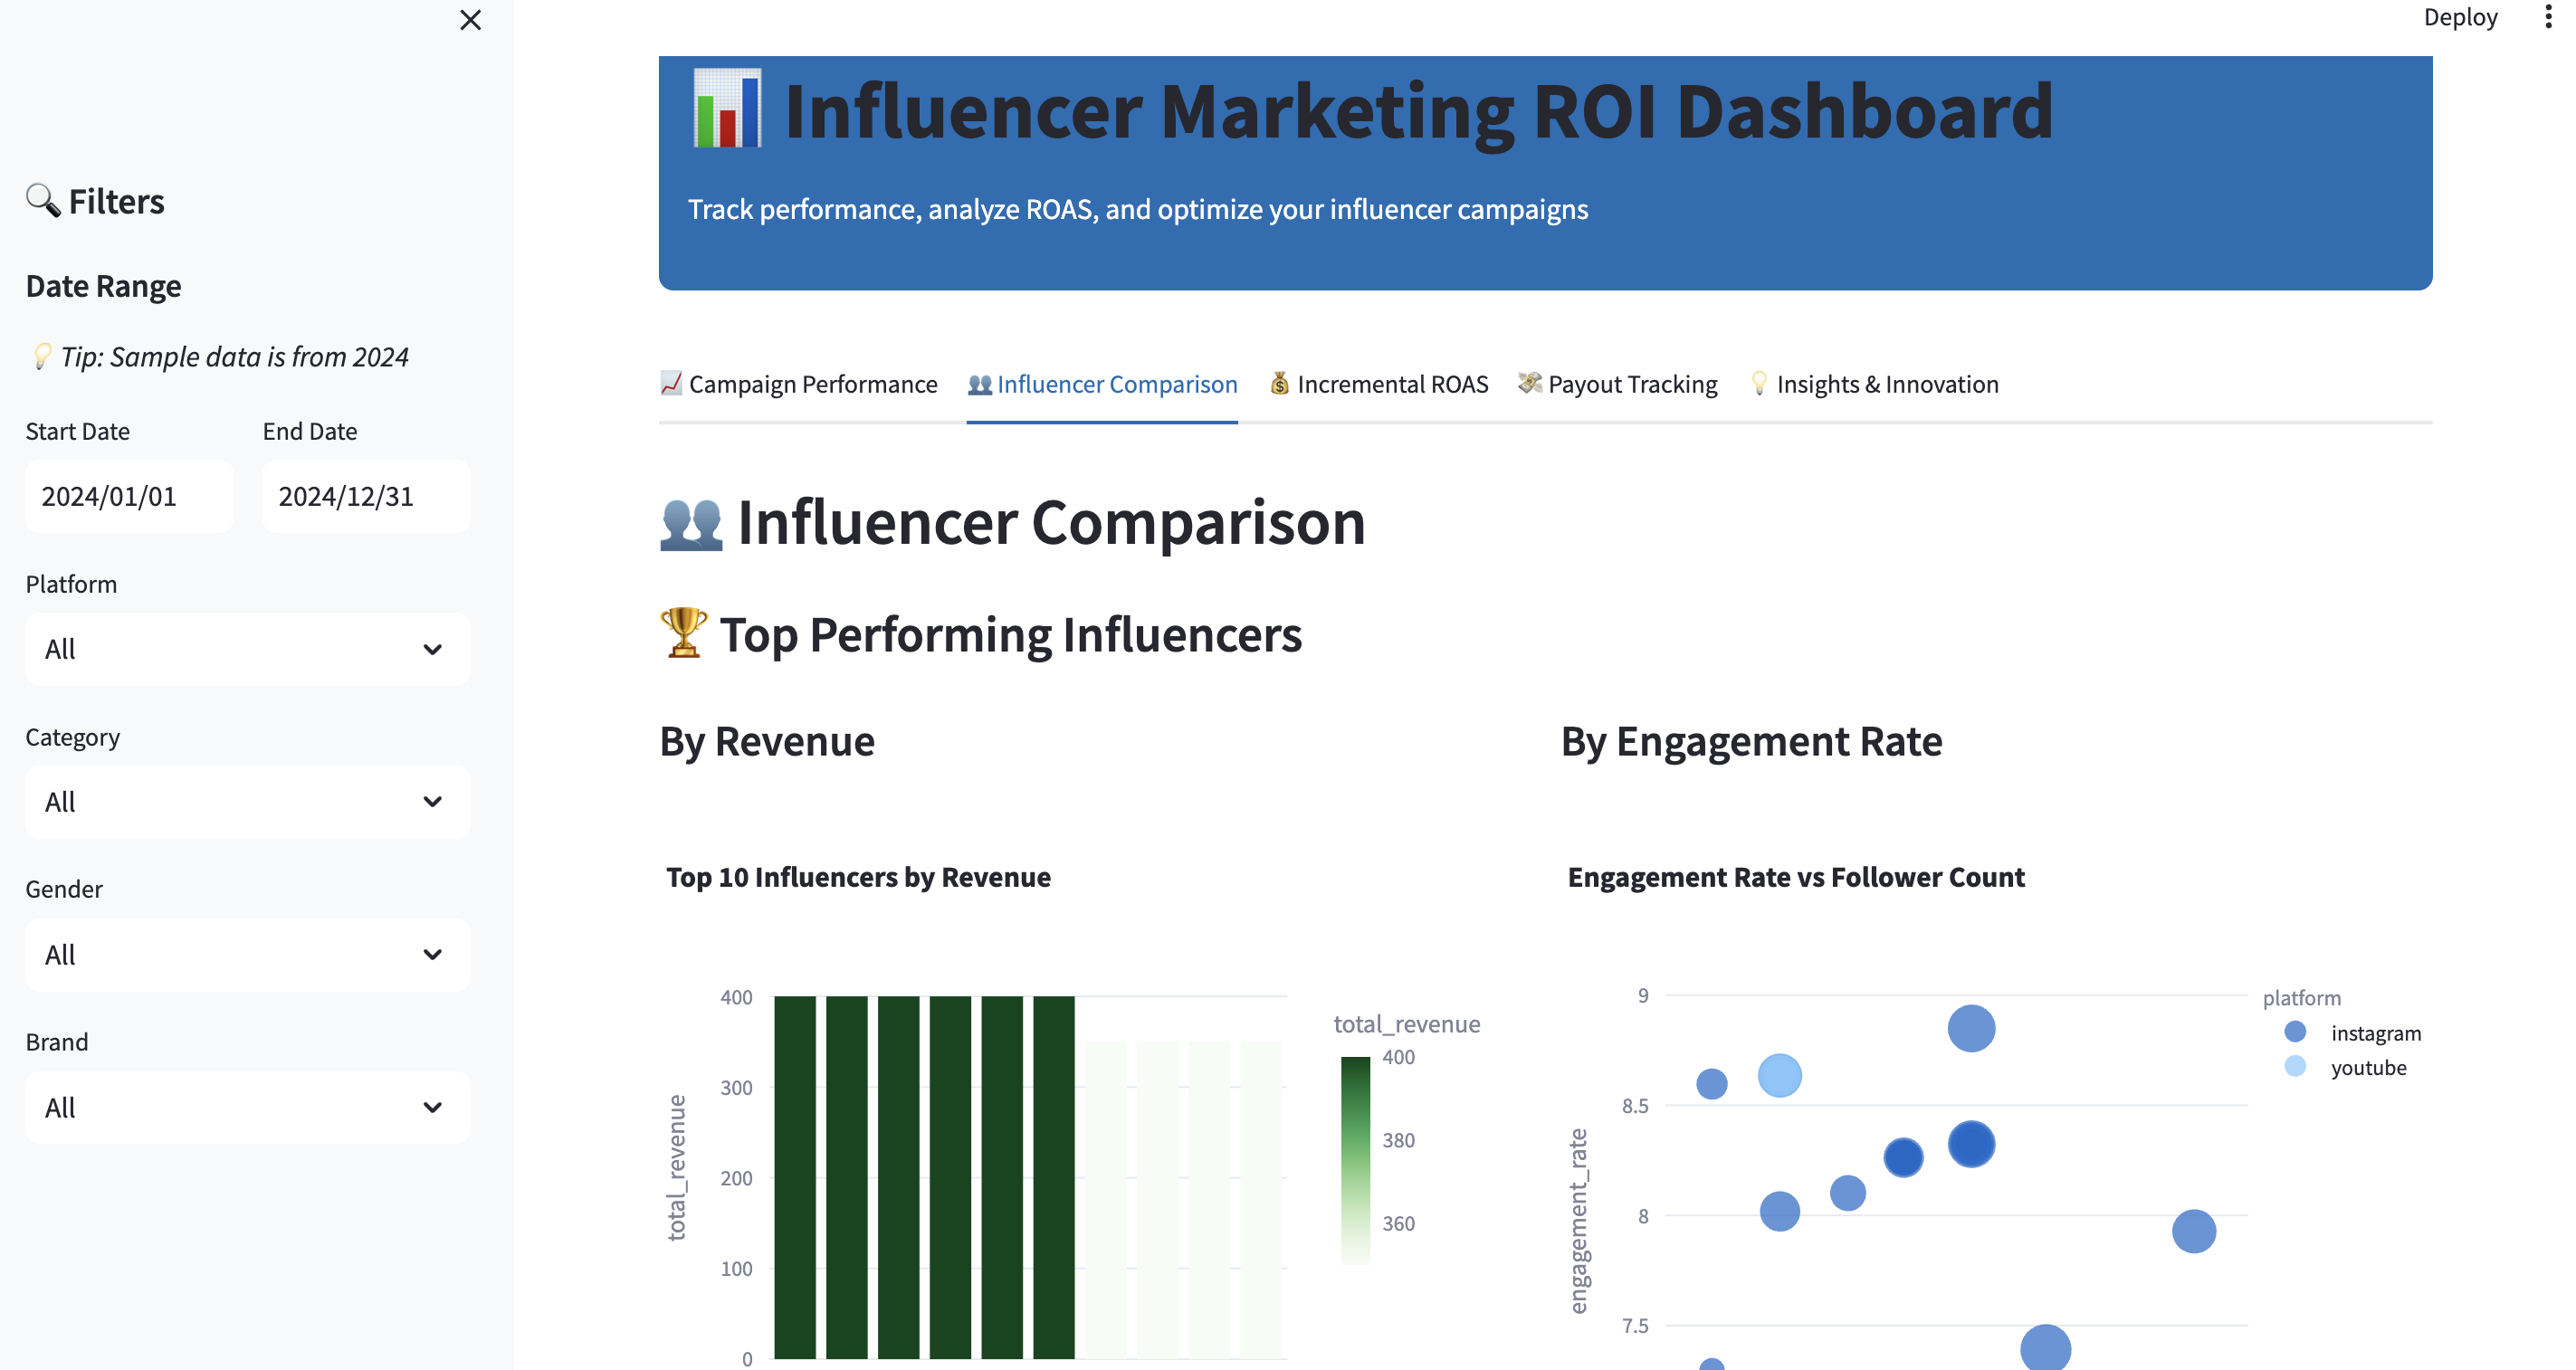 Deploy
Influencer Marketing ROI Dashboard
Track performance, analyze ROAS, and optimize your influencer campaigns
Filters
Date Range
Tip: Sample data is from 2024
Start Date
End Date
2024/01/01
2024/12/31
Platform
All
Category
All
Gender
All
Brand
All
Campaign Performance
Influencer Comparison
Incremental ROAS
Payout Tracking
Insights & Innovation
Influencer Comparison
Top Performing Influencers
By Revenue
Top 10 Influencers by Revenue
total_revenue
400
300
200
100
0
total_revenue
400
380
360
By Engagement Rate
Engagement Rate vs Follower Count
engagement_rate
9
8.5
8
7.5
platform
instagram
youtube